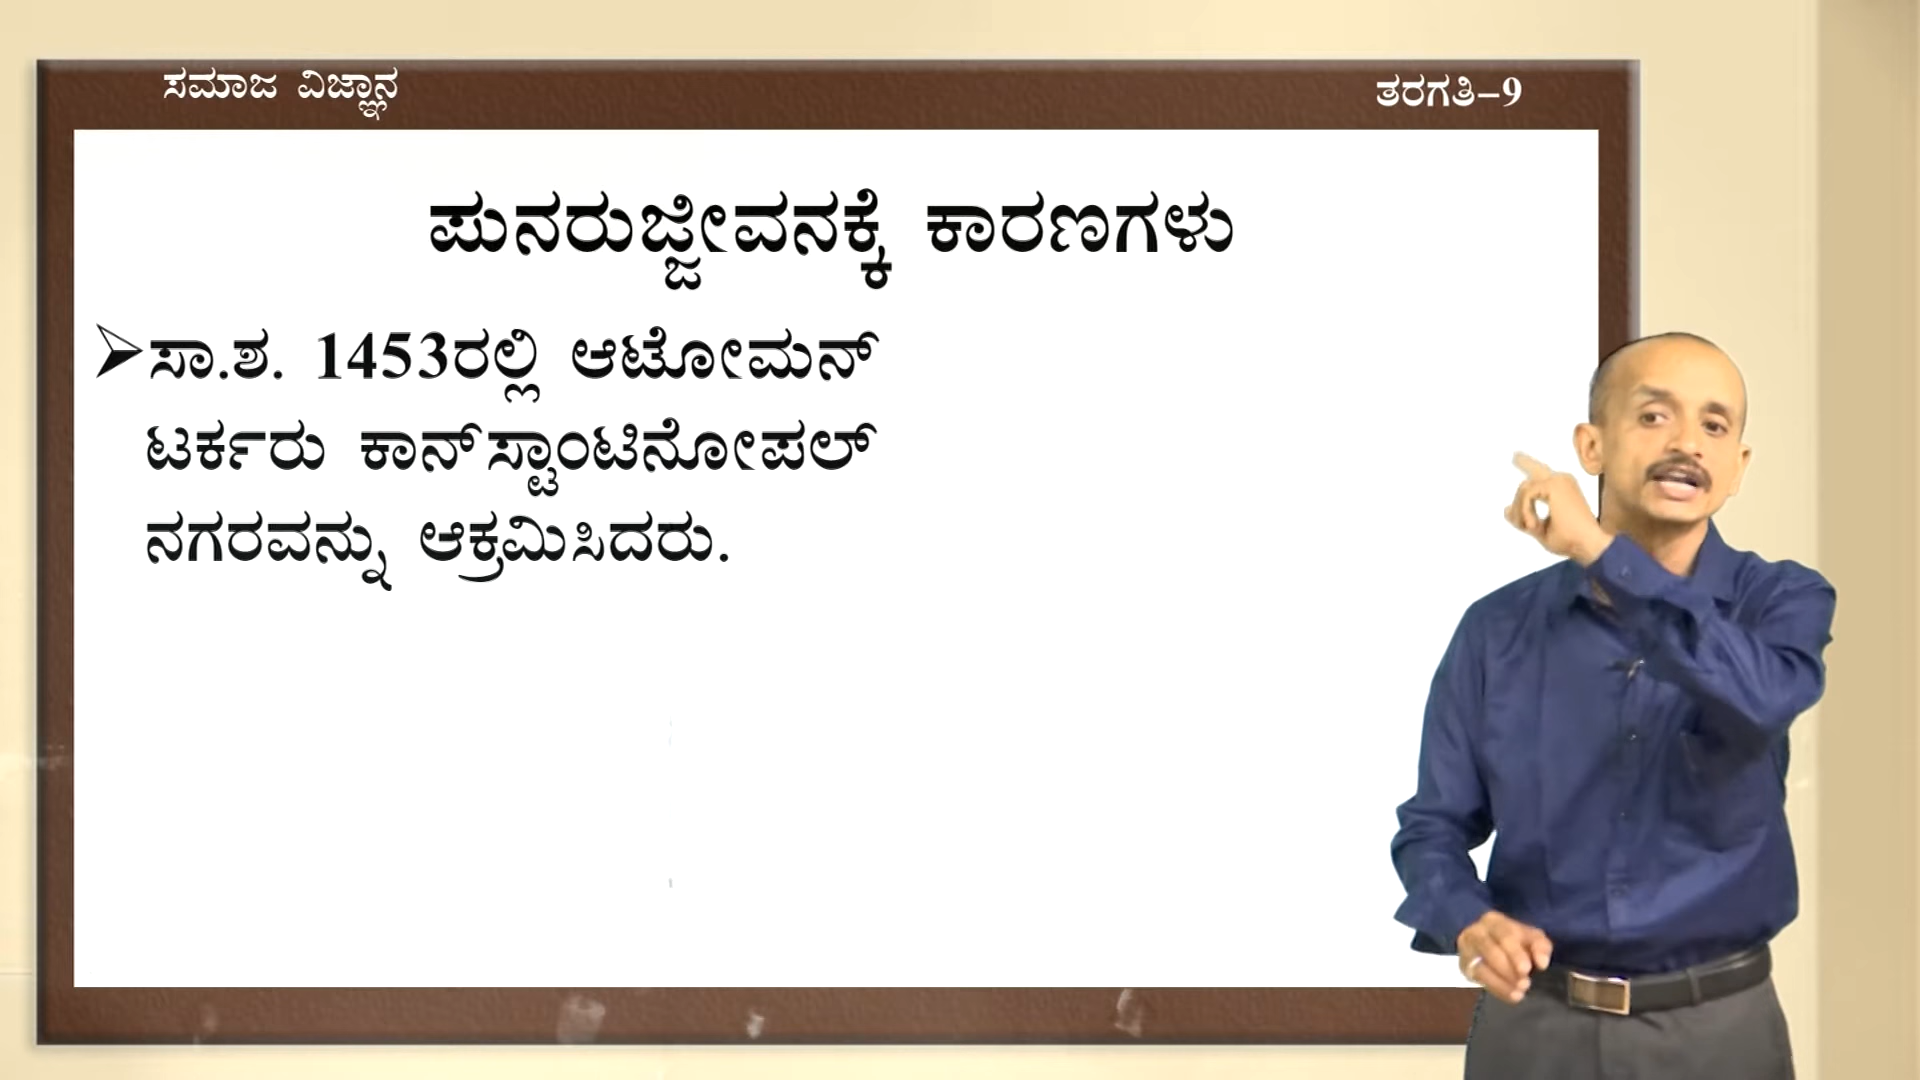 ಸಮಾಜ ವಿಜ್ಞಾನ
ತರಗತಿ–9
ಪುನರುಜ್ಜೀವನಕ್ಕೆ ಕಾರಣಗಳು
➢ಸಾ.ಶ. 1453ರಲ್ಲಿ ಆಟೋಮನ್
ಟರ್ಕರು ಕಾನ್‌ಸ್ಟಾಂಟಿನೋಪಲ್
ನಗರವನ್ನು ಆಕ್ರಮಿಸಿದರು.